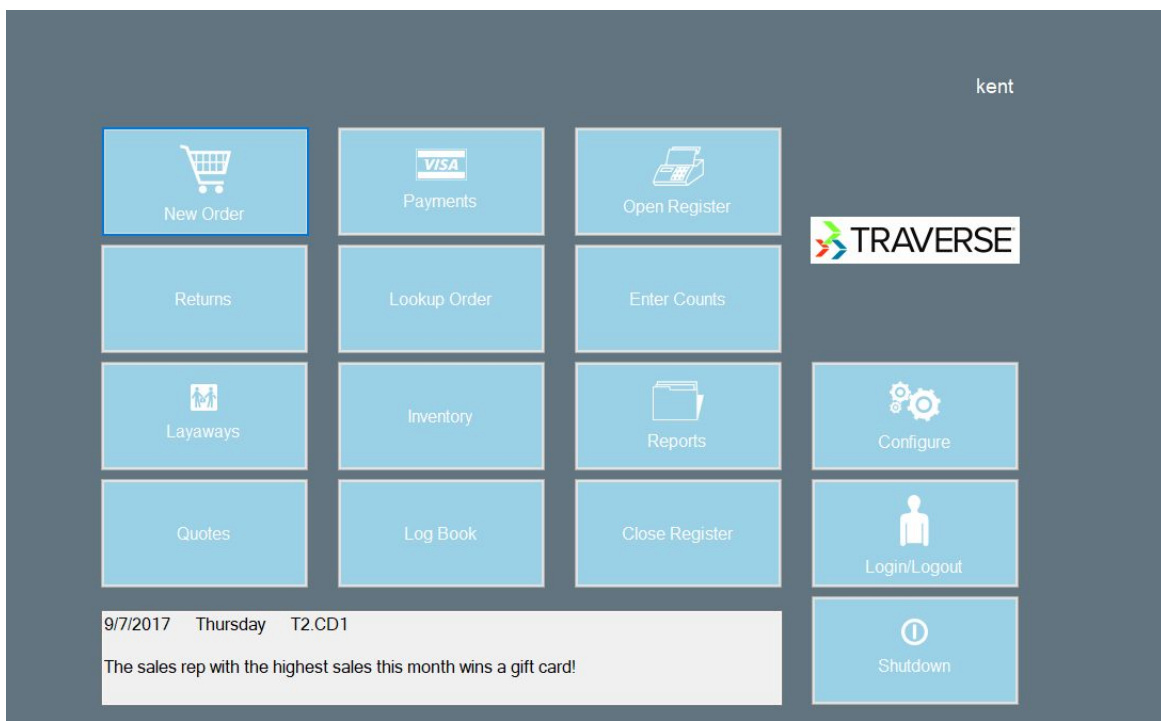 kent
New Order
VISA
Payments
Open Register
TRAVERSE
Returns
Lookup Order
Enter Counts
Layaways
Inventory
Reports
Configure
Quotes
Log Book
Close Register
Login/Logout
9/7/2017 Thursday T2.CD1
The sales rep with the highest sales this month wins a gift card!
Shutdown